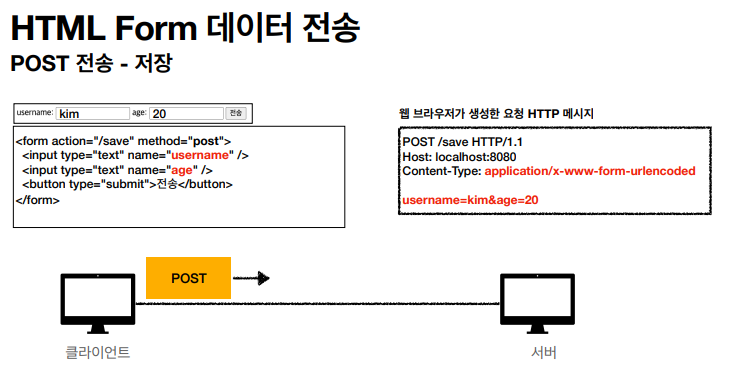 HTML Form 데이터 전송
POST 전송 - 저장
username: kim age: 20 전송
<form action="/save" method="post">
<input type="text" name="username" />
<input type="text" name="age" />
<button type="submit">전송</button>
</form>
웹 브라우저가 생성한 요청 HTTP 메시지
POST /save HTTP/1.1
Host: localhost:8080
Content-Type: application/x-www-form-urlencoded
username=kim&age=20
POST
클라이언트
서버